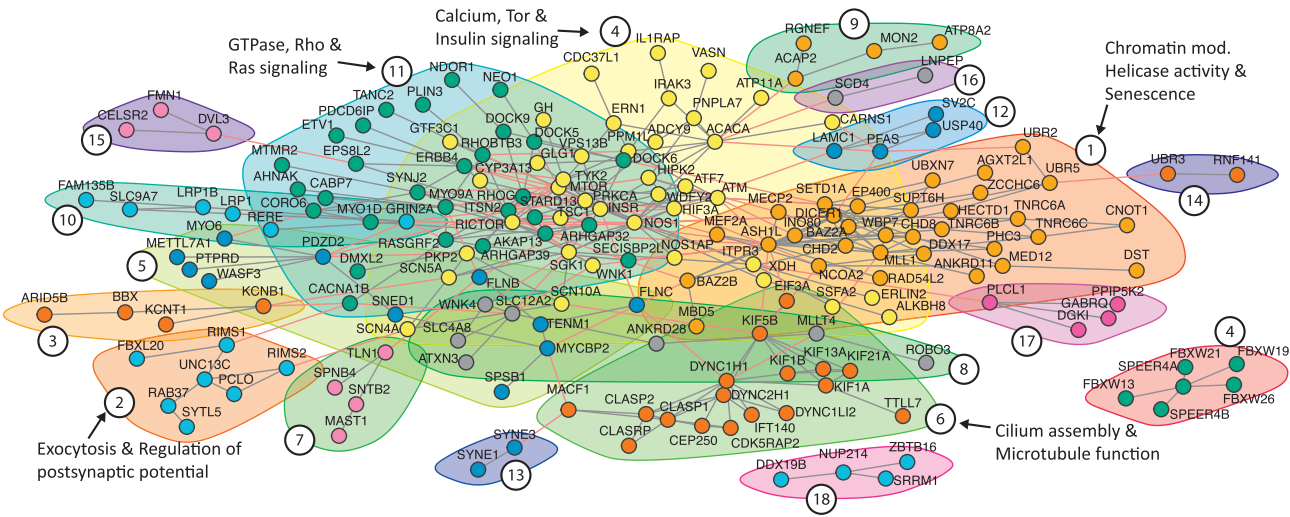 Calcium, Tor &
Insulin signaling
4
GTPase, Rho &
Ras signaling
11
Chromatin mod.
Helicase activity &
Senescence
1
9
RGNEF
MON2
ATP8A2
ACAP2
LNPEP
SCD4
16
SV2C
USP40
LAMC1
PFAS
12
IL1RAP
VASN
CDC37L1
IRAK3
ATP11A
ERN1
PNPLA7
CARNS1
PPM1L
ADCY9
ACACA
NDOR1
NEO1
TANC2
PLIN3
PDCD6IP
GH
DOCK9
ETV1
GTF3C1
DOCK5
RHOBTB3
VPS13B
EPS8L2
ERBB4
GLG1
DOCK6
MTMR2
CYP3A13
HIPK2
TYK2
ATF7
AHNAK
SYNJ2
MTOR
CABP7
MYO9A
RHOG
PRKCA
WDFY2
ATM
CORO6
STARD13
HIF3A
MYO1D
GRIN2A
ITSN2
TSC1
INSR
RICTOR
NOS1
MEF2A
ARHGAP32
RASGRF2
AKAP13
SECISBP2L
NOS1AP
PKP2
ARHGAP39
ITPR3
SCN5A
SGK1
WNK1
XDH
DMXL2
FLNB
CACNA1B
SCN10A
FLNC
BAZ2B
SNED1
WNK4
SLC12A2
SCN4A
SLC4A8
TENM1
ANKRD28
MBD5
ATXN3
MYCBP2
SPSB1
FMN1
CELSR2
DVL3
15
FAM135B
SLC9A7
LRP1B
LRP1
RERE
10
MYO6
METTL7A1
PTPRD
PDZD2
WASF3
5
ARID5B
BBX
KCNT1
KCNB1
3
FBXL20
RIMS1
UNC13C
RIMS2
PCLO
RAB37
SYTL5
2
Exocytosis & Regulation of
postsynaptic potential
TLN1
SPNB4
SNTB2
MAST1
7
SYNE3
SYNE1
13
UBR2
UBXN7
AGXT2L1
UBR5
ZCCHC6
SETD1A
EP400
MECP2
SUPT6H
DICER1
HECTD1
TNRC6A
ASH1L
INO80
WBP7
CHD8
TNRC6B
TNRC6C
CNOT1
BAZ2A
CHD2
DDX17
PHC3
MLL1
ANKRD11
MED12
DST
NCOA2
RAD54L2
SSFA2
ERLIN2
ALKBH8
EIF3A
UBR3
RNF141
14
PLCL1
PPIP5K2
GABRQ
DGKI
17
4
FBXW21
FBXW19
SPEER4A
FBXW13
FBXW26
SPEER4B
KIF5B
MLLT4
ROBO3
8
KIF13A
KIF1B
KIF21A
DYNC1H1
KIF1A
MACF1
DYNC2H1
CLASP2
CLASP1
DYNC1LI2
TTLL7
CLASRP
CEP250
IFT140
CDK5RAP2
6
Cilium assembly &
Microtubule function
DDX19B
NUP214
ZBTB16
SRRM1
18